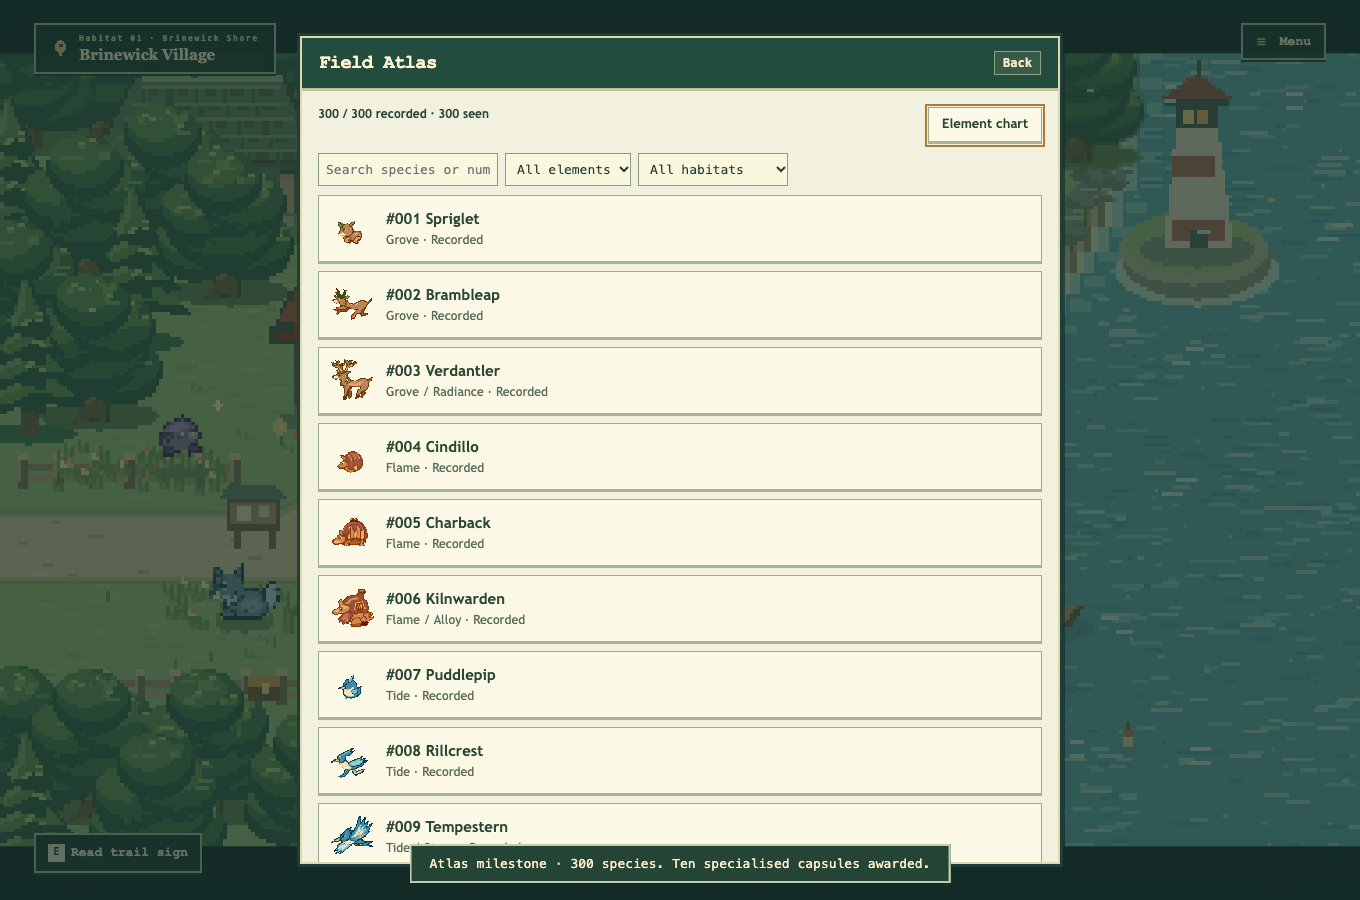 Habitat 01 · Brinewick Shore
Brinewick Village
Menu
Field Atlas
Back
300 / 300 recorded · 300 seen
Element chart
Search species or num
All elements
All habitats
#001 Spriglet
Grove · Recorded
#002 Brambleap
Grove · Recorded
#003 Verdantler
Grove / Radiance · Recorded
#004 Cindillo
Flame · Recorded
#005 Charback
Flame · Recorded
#006 Kilnwarden
Flame / Alloy · Recorded
#007 Puddlepip
Tide · Recorded
#008 Rillcrest
Tide · Recorded
#009 Tempestern
E Read trail sign
Atlas milestone · 300 species. Ten specialised capsules awarded.